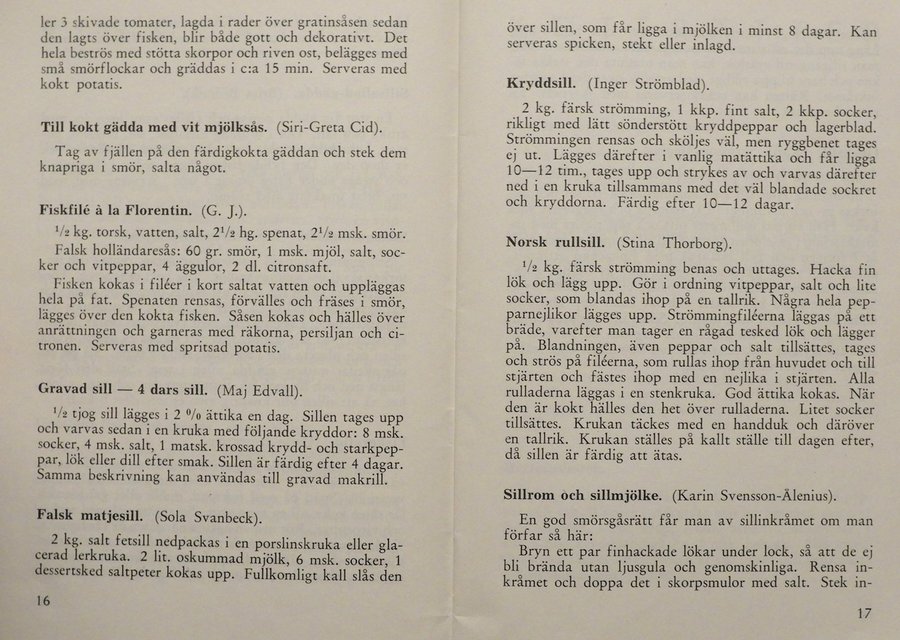 ler 3 skivade tomater, lagda i rader över gratinsåsen sedan
den lagts över fisken, blir både gott och dekorativt. Det
hela beströs med stötta skorpor och riven ost, belägges med
små smörflockar och gräddas i c:a 15 min. Serveras med
kokt potatis.
Till kokt gädda med vit mjölksås. (Siri-Greta Cid).
Tag av fjällen på den färdigkokta gäddan och stek dem
knapriga i smör, salta något.
Fiskfilé à la Florentin. (G. J.).
1/2 kg. torsk, vatten, salt, 21/2 hg. spenat, 21/2 msk. smör.
Falsk holländaresås: 60 gr. smör, 1 msk. mjöl, salt, soc-
ker och vitpeppar, 4 äggulor, 2 dl. citronsaft.
Fisken kokas i filéer i kort saltat vatten och uppläggas
hela på fat. Spenaten rensas, förvälles och fräses i smör,
lägges över den kokta fisken. Såsen kokas och hälles över
anrättningen och garneras med räkorna, persiljan och ci-
tronen. Serveras med spritsad potatis.
Gravad sill — 4 dars sill. (Maj Edvall).
1/2 tjog sill lägges i 2 % ättika en dag. Sillen tages upp
och varvas sedan i en kruka med följande kryddor: 8 msk.
socker, 4 msk. salt, 1 matsk. krossad krydd- och starkpep-
par, lök eller dill efter smak. Sillen är färdig efter 4 dagar.
Samma beskrivning kan användas till gravad makrill.
Falsk matjesill. (Sola Svanbeck).
2 kg. salt fetsill nedpackas i en porslinskruka eller gla-
cerad lerkruka. 2 lit. oskummad mjölk, 6 msk. socker, 1
dessertsked saltpeter kokas upp. Fullkomligt kall slås den
16
över sillen, som får ligga i mjölken i minst 8 dagar. Kan
serveras spicken, stekt eller inlagd.
Kryddsill. (Inger Strömblad).
2 kg. färsk strömming, 1 kkp. fint salt, 2 kkp. socker,
rikligt med lätt sönderstött kryddpeppar och lagerblad.
Strömmingen rensas och sköljes väl, men ryggbenet tages
ej ut. Lägges därefter i vanlig matättika och får ligga
10—12 tim., tages upp och strykes av och varvas därefter
ned i en kruka tillsammans med det väl blandade sockret
och kryddorna. Färdig efter 10—12 dagar.
Norsk rullsill. (Stina Thorborg).
1/2 kg. färsk strömming benas och uttages. Hacka fin
lök och lägg upp. Gör i ordning vitpeppar, salt och lite
socker, som blandas ihop på en tallrik. Några hela pep-
parnejlikor lägges upp. Strömmingfiléerna läggas på ett
bräde, varefter man tager en rågad tesked lök och lägger
på. Blandningen, även peppar och salt tillsättes, tages
och strös på filéerna, som rullas ihop från huvudet och till
stjärten och fästes ihop med en nejlika i stjärten. Alla
rulladerna läggas i en stenkruka. God ättika kokas. När
den är kokt hälles den het över rulladerna. Litet socker
tillsättes. Krukan täckes med en handduk och däröver
en tallrik. Krukan ställes på kallt ställe till dagen efter,
då sillen är färdig att ätas.
Sillrom och sillmjölke. (Karin Svensson-Ålenius).
En god smörsgåsrätt får man av sillinkråmet om man
förfar så här:
Bryn ett par finhackade lökar under lock, så att de ej
bli brända utan ljusgula och genomskinliga. Rensa in-
kråmet och doppa det i skorpsmulor med salt. Stek in-
17